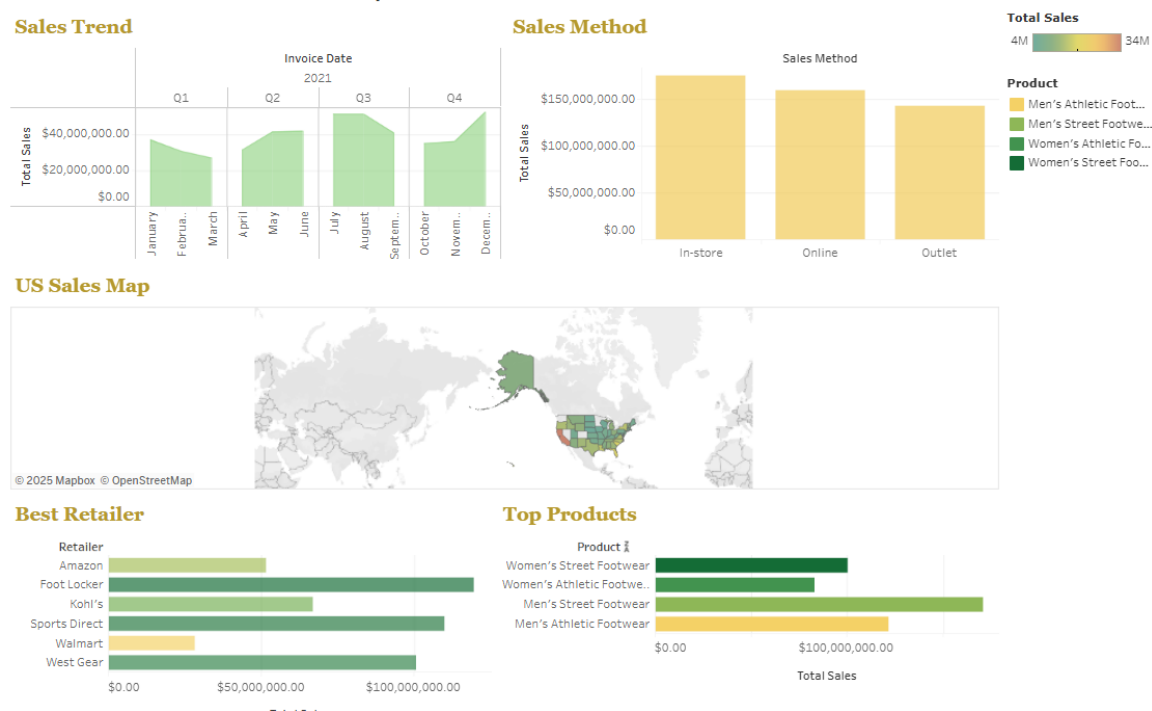 Sales Trend
Invoice Date
2021
Q1 Q2 Q3 Q4
Total Sales
$40,000,000.00
$20,000,000.00
$0.00
January Februa.. March April May June July August Septem.. October Novem.. Decem..
Sales Method
Sales Method
Total Sales
$150,000,000.00
$100,000,000.00
$50,000,000.00
$0.00
In-store Online Outlet
Total Sales
4M 34M
Product
Men's Athletic Foot...
Men's Street Footwe...
Women's Athletic Fo...
Women's Street Foo...
US Sales Map
© 2025 Mapbox © OpenStreetMap
Best Retailer
Retailer
Amazon
Foot Locker
Kohl's
Sports Direct
Walmart
West Gear
$0.00 $50,000,000.00 $100,000,000.00
Top Products
Product
Women's Street Footwear
Women's Athletic Footwe..
Men's Street Footwear
Men's Athletic Footwear
$0.00 $100,000,000.00
Total Sales